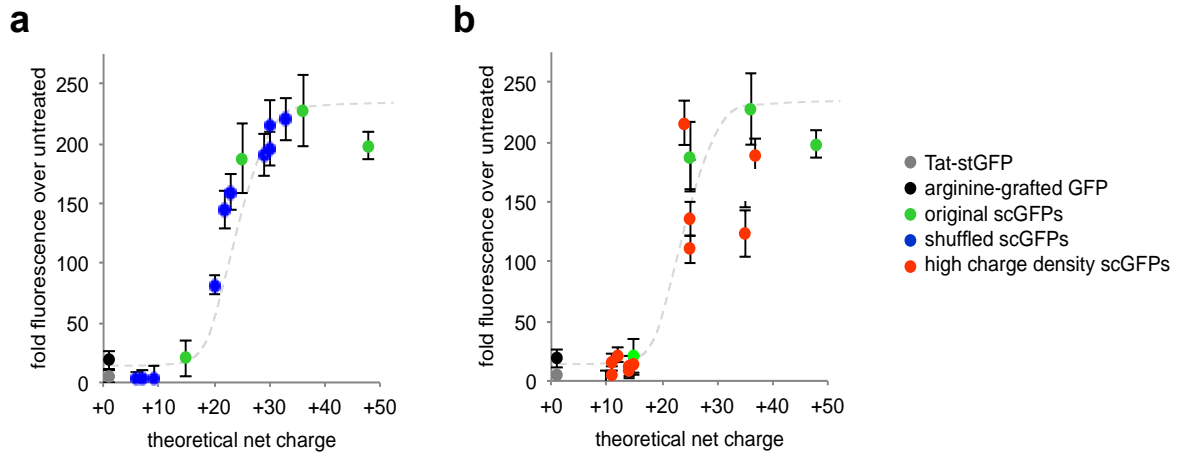 a
fold fluorescence over untreated
250
200
150
100
50
0
+0 +10 +20 +30 +40 +50
theoretical net charge
b
fold fluorescence over untreated
250
200
150
100
50
0
+0 +10 +20 +30 +40 +50
theoretical net charge
Tat-stGFP
arginine-grafted GFP
original scGFPs
shuffled scGFPs
high charge density scGFPs